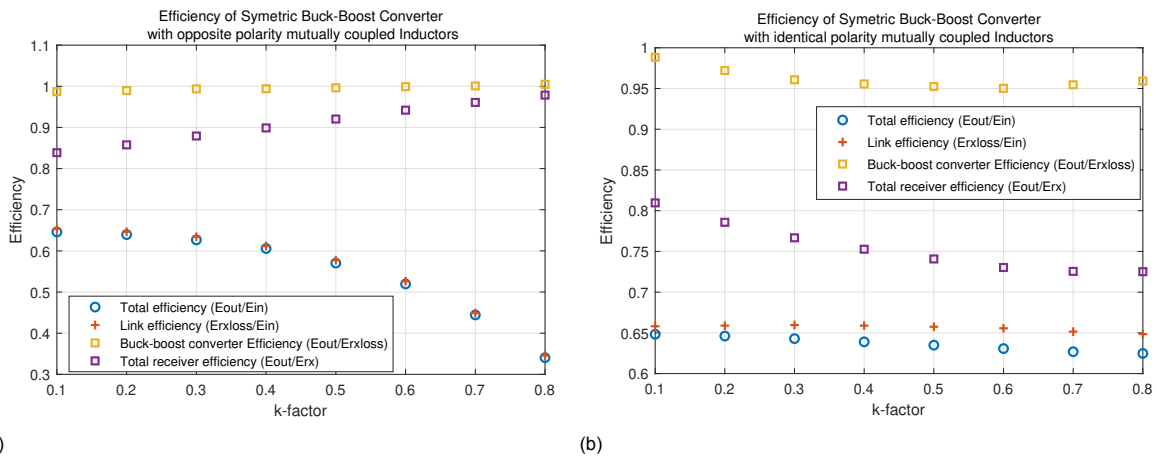 Efficiency of Symetric Buck-Boost Converter
with opposite polarity mutually coupled Inductors
1.1
1
0.9
0.8
0.7
0.6
0.5
0.4
0.3
Efficiency
Total efficiency (Eout/Ein)
Link efficiency (Erxloss/Ein)
Buck-boost converter Efficiency (Eout/Erxloss)
Total receiver efficiency (Eout/Erx)
0.1 0.2 0.3 0.4 0.5 0.6 0.7 0.8
k-factor
)
Efficiency of Symetric Buck-Boost Converter
with identical polarity mutually coupled Inductors
1
0.95
0.9
0.85
0.8
0.75
0.7
0.65
0.6
Efficiency
Total efficiency (Eout/Ein)
Link efficiency (Erxloss/Ein)
Buck-boost converter Efficiency (Eout/Erxloss)
Total receiver efficiency (Eout/Erx)
0.1 0.2 0.3 0.4 0.5 0.6 0.7 0.8
k-factor
(b)